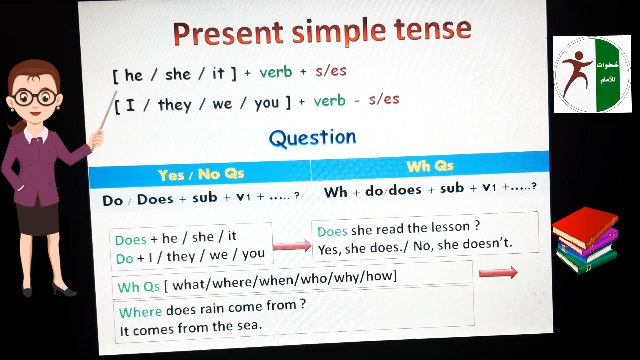 Present simple tense
[ he / she / it ] + verb + s/es
[ I / they / we / you ] + verb - s/es
Question
Yes / No Qs
Wh Qs
Do / Does + sub + v1 + ..... ?
Wh + do/does + sub + v1 +.....?
Does + he / she / it
Do + I / they / we / you
Does she read the lesson ?
Yes, she does./ No, she doesn't.
Wh Qs [ what/where/when/who/why/how]
Where does rain come from ?
It comes from the sea.
خطوات
للأمام